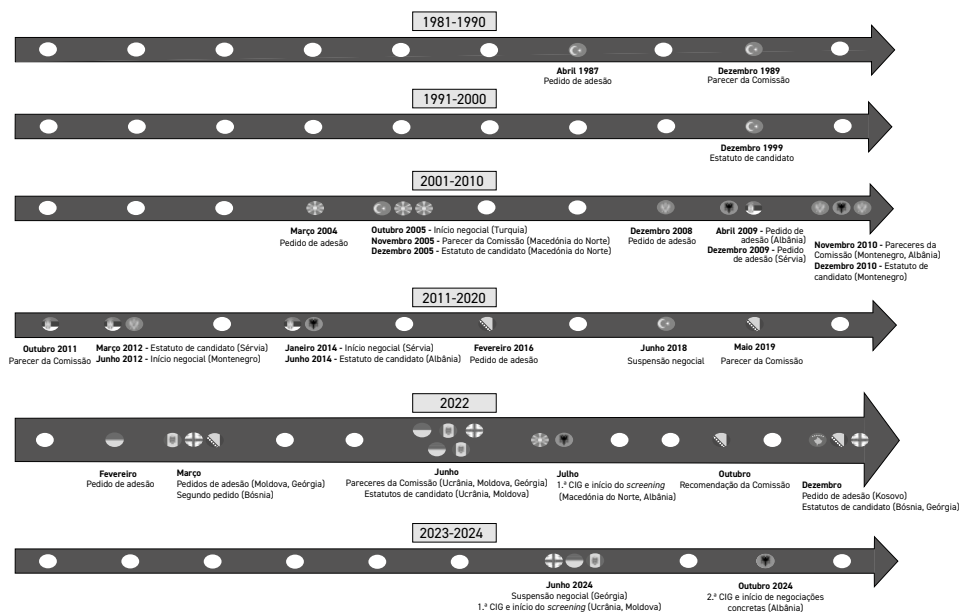 1981-1990
Abril 1987
Pedido de adesão
Dezembro 1989
Parecer da Comissão
1991-2000
Dezembro 1999
Estatuto de candidato
2001-2010
Março 2004
Pedido de adesão
Outubro 2005 - Início negocial (Turquia)
Novembro 2005 - Parecer da Comissão (Macedónia do Norte)
Dezembro 2005 - Estatuto de candidato (Macedónia do Norte)
Dezembro 2008
Pedido de adesão
Abril 2009 - Pedido de
adesão (Albânia)
Dezembro 2009 - Pedido
de adesão (Sérvia)
Novembro 2010 - Pareceres da
Comissão (Montenegro, Albânia)
Dezembro 2010 - Estatuto de
candidato (Montenegro)
2011-2020
Outubro 2011
Parecer da Comissão
Março 2012 - Estatuto de candidato (Sérvia)
Junho 2012 - Início negocial (Montenegro)
Janeiro 2014 - Início negocial (Sérvia)
Junho 2014 - Estatuto de candidato (Albânia)
Fevereiro 2016
Pedido de adesão
Junho 2018
Suspensão negocial
Maio 2019
Parecer da Comissão
2022
Fevereiro
Pedido de adesão
Março
Pedidos de adesão (Moldova, Geórgia)
Segundo pedido (Bósnia)
Junho
Pareceres da Comissão (Ucrânia, Moldova, Geórgia)
Estatutos de candidato (Ucrânia, Moldova)
Julho
1.ª CIG e início do screening
(Macedónia do Norte, Albânia)
Outubro
Recomendação da Comissão
Dezembro
Pedido de adesão (Kosovo)
Estatutos de candidato (Bósnia, Geórgia)
2023-2024
Junho 2024
Suspensão negocial (Geórgia)
1.ª CIG e início do screening (Ucrânia, Moldova)
Outubro 2024
2.ª CIG e início de negociações
concretas (Albânia)